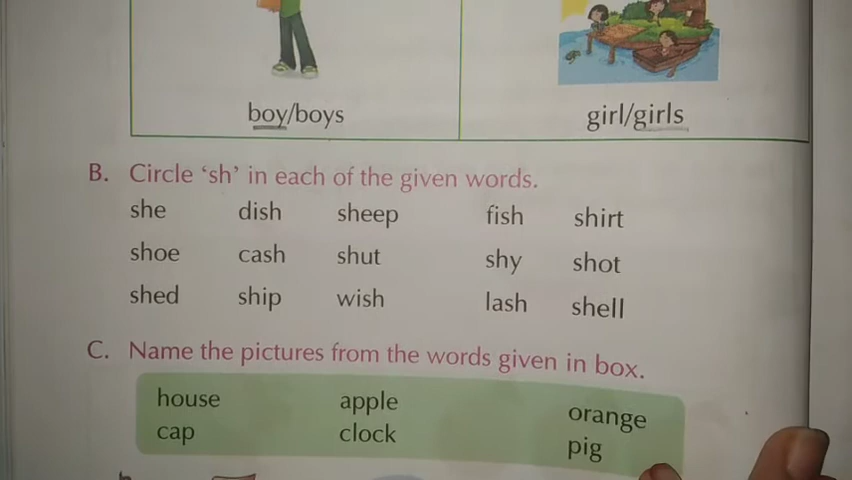 boy/boys girl/girls
B. Circle ‘sh’ in each of the given words.
she dish sheep fish shirt
shoe cash shut shy shot
shed ship wish lash shell
C. Name the pictures from the words given in box.
house apple orange
cap clock pig